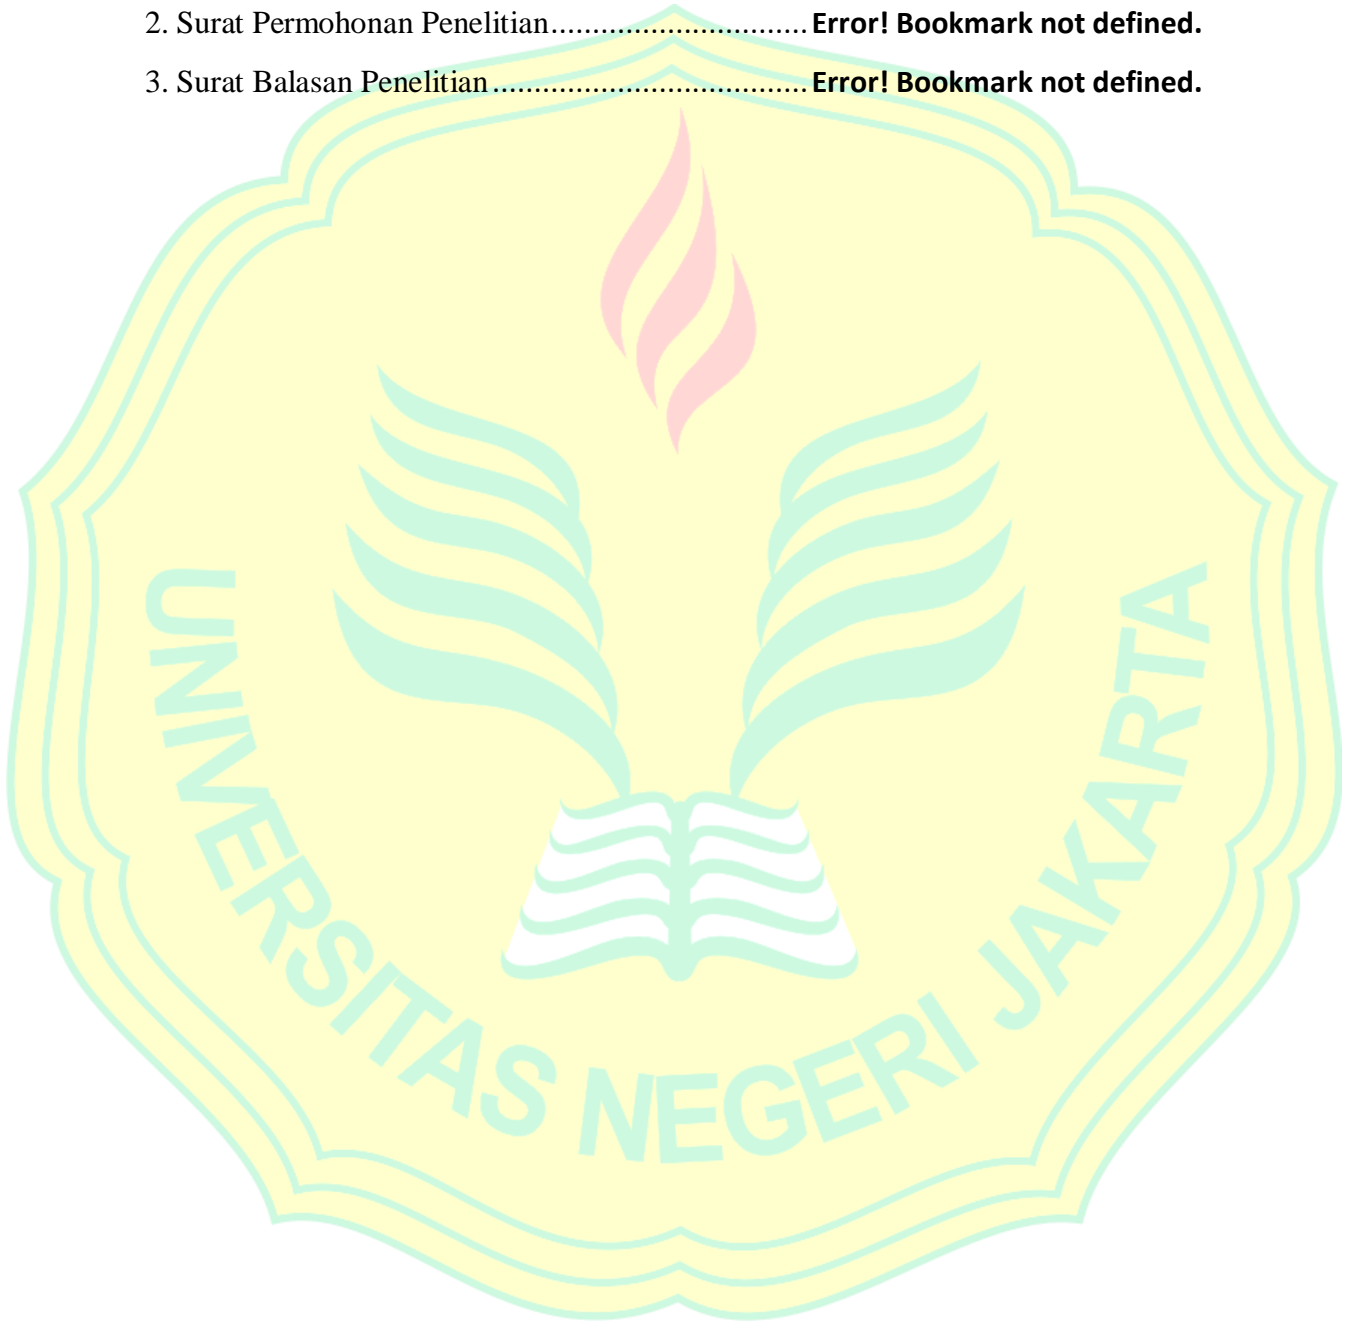 2. Surat Permohonan Penelitian............................... Error! Bookmark not defined.
3. Surat Balasan Penelitian...................................... Error! Bookmark not defined.
UNIVERSITAS NEGERI JAKARTA